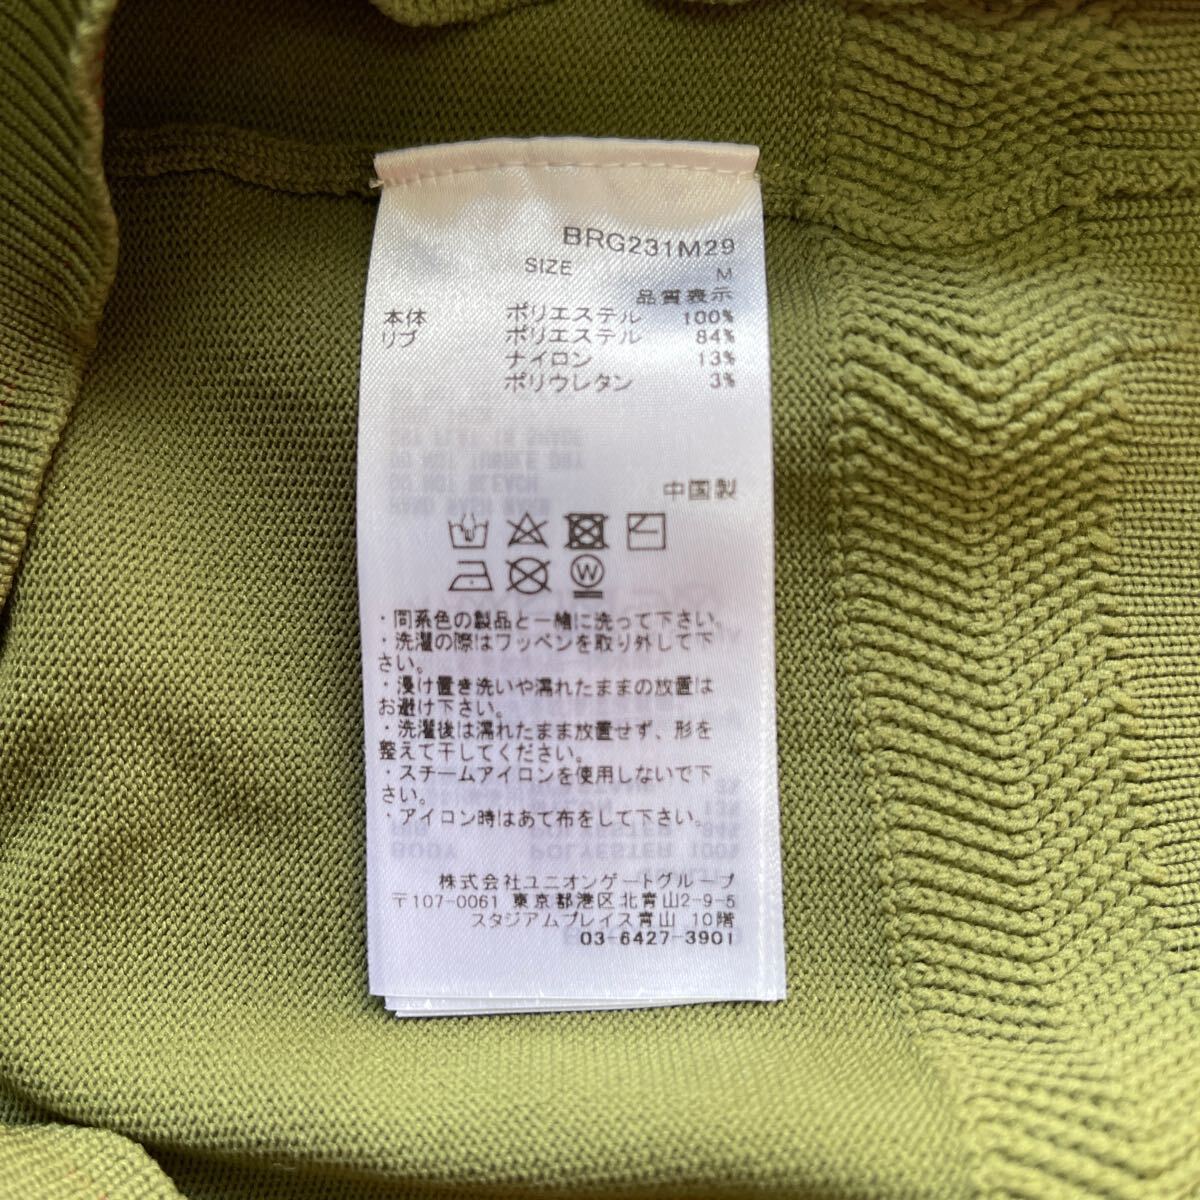 BRG231M29
SIZE M
品質表示
本体 ポリエステル 100%
リブ ポリエステル 84%
ナイロン 13%
ポリウレタン 3%
中国製
W
・同系色の製品と一緒に洗って下さい。
・洗濯の際はワッペンを取り外して下
さい。
・浸け置き洗いや濡れたままの放置は
お避け下さい。
・洗濯後は濡れたまま放置せず、形を
整えて干してください。
・スチームアイロンを使用しないで下
さい。
・アイロン時はあて布をして下さい。
株式会社ユニオンゲートグループ
〒107-0061 東京都港区北青山2-9-5
スタジアムプレイス青山 10階
03-6427-3901